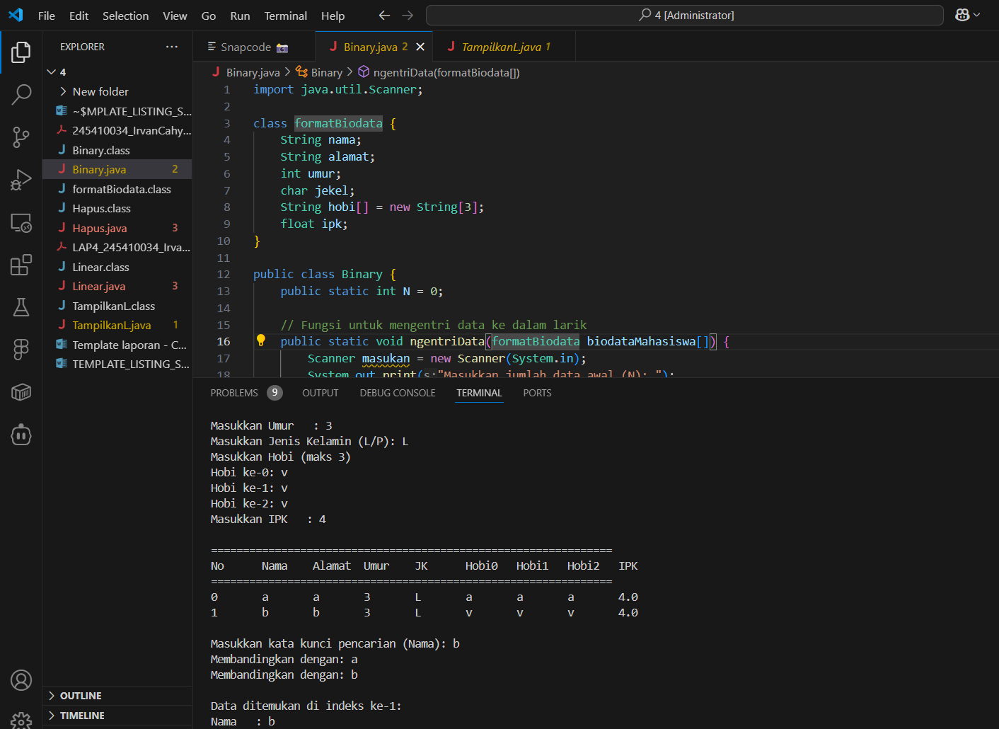 File Edit Selection View Go Run Terminal Help
4 [Administrator]
EXPLORER
Snapcode
Binary.java 2
TampilkanL.java 1
4
New folder
~$MPLATE_LISTING_S...
245410034_IrvanCahy...
Binary.class
Binary.java 2
formatBiodata.class
Hapus.class
Hapus.java 3
LAP4_245410034_Irva...
Linear.class
Linear.java 3
TampilkanL.class
TampilkanL.java 1
Template laporan - C...
TEMPLATE_LISTING_S...
OUTLINE
TIMELINE
Binary.java > Binary > ngentriData(formatBiodata[])
1 import java.util.Scanner;
2
3 class formatBiodata {
4 String nama;
5 String alamat;
6 int umur;
7 char jekel;
8 String hobi[] = new String[3];
9 float ipk;
10 }
11
12 public class Binary {
13 public static int N = 0;
14
15 // Fungsi untuk mengentri data ke dalam larik
16 public static void ngentriData(formatBiodata biodataMahasiswa[]) {
17 Scanner masukan = new Scanner(System.in);
18 System.out.print(s:"Masukkan jumlah data awal (N): ");
PROBLEMS 9 OUTPUT DEBUG CONSOLE TERMINAL PORTS
Masukkan Umur : 3
Masukkan Jenis Kelamin (L/P): L
Masukkan Hobi (maks 3)
Hobi ke-0: v
Hobi ke-1: v
Hobi ke-2: v
Masukkan IPK : 4
===============================================================
No Nama Alamat Umur JK Hobi0 Hobi1 Hobi2 IPK
===============================================================
0 a a 3 L a a a 4.0
1 b b 3 L v v v 4.0
Masukkan kata kunci pencarian (Nama): b
Membandingkan dengan: a
Membandingkan dengan: b
Data ditemukan di indeks ke-1:
Nama : b